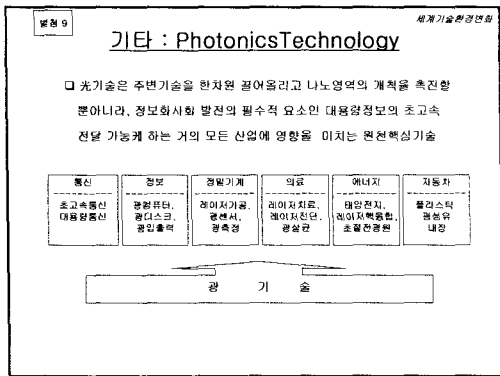 별첨 9
세계기술환경변화
기타 : PhotonicsTechnology
□ 光기술은 주변기술을 한차원 끌어올리고 나노영역의 개척을 촉진할
뿐아니라, 정보화사회 발전의 필수적 요소인 대용량정보의 초고속
전달 가능케 하는 거의 모든 산업에 영향을 미치는 원천핵심기술
통신
초고속통신
대용량통신
정보
광컴퓨터,
광디스크,
광입출력
정밀기계
레이저가공,
광센서,
광측정
의료
레이저치료,
레이저진단,
광살균
에너지
태양전지,
레이저핵융합,
초절전광원
자동차
플라스틱
광섬유
내장
광 기 술